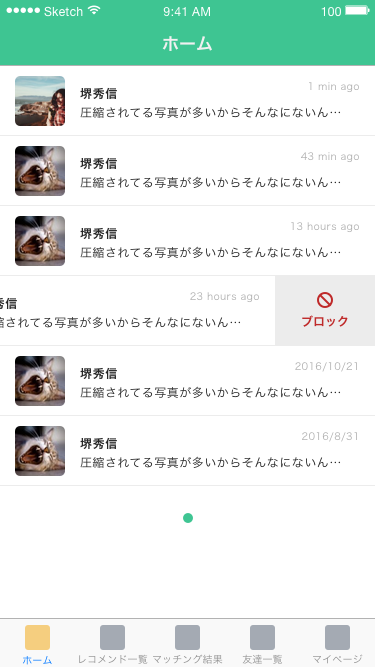 Sketch 9:41 AM 100
ホーム
堺秀信 1 min ago
圧縮されてる写真が多いからそんなにないん…
堺秀信 43 min ago
圧縮されてる写真が多いからそんなにないん…
堺秀信 13 hours ago
圧縮されてる写真が多いからそんなにないん…
秀信 23 hours ago
されてる写真が多いからそんなにないん…
ブロック
堺秀信 2016/10/21
圧縮されてる写真が多いからそんなにないん…
堺秀信 2016/8/31
圧縮されてる写真が多いからそんなにないん…
ホーム レコメンド一覧 マッチング結果 友達一覧 マイページ